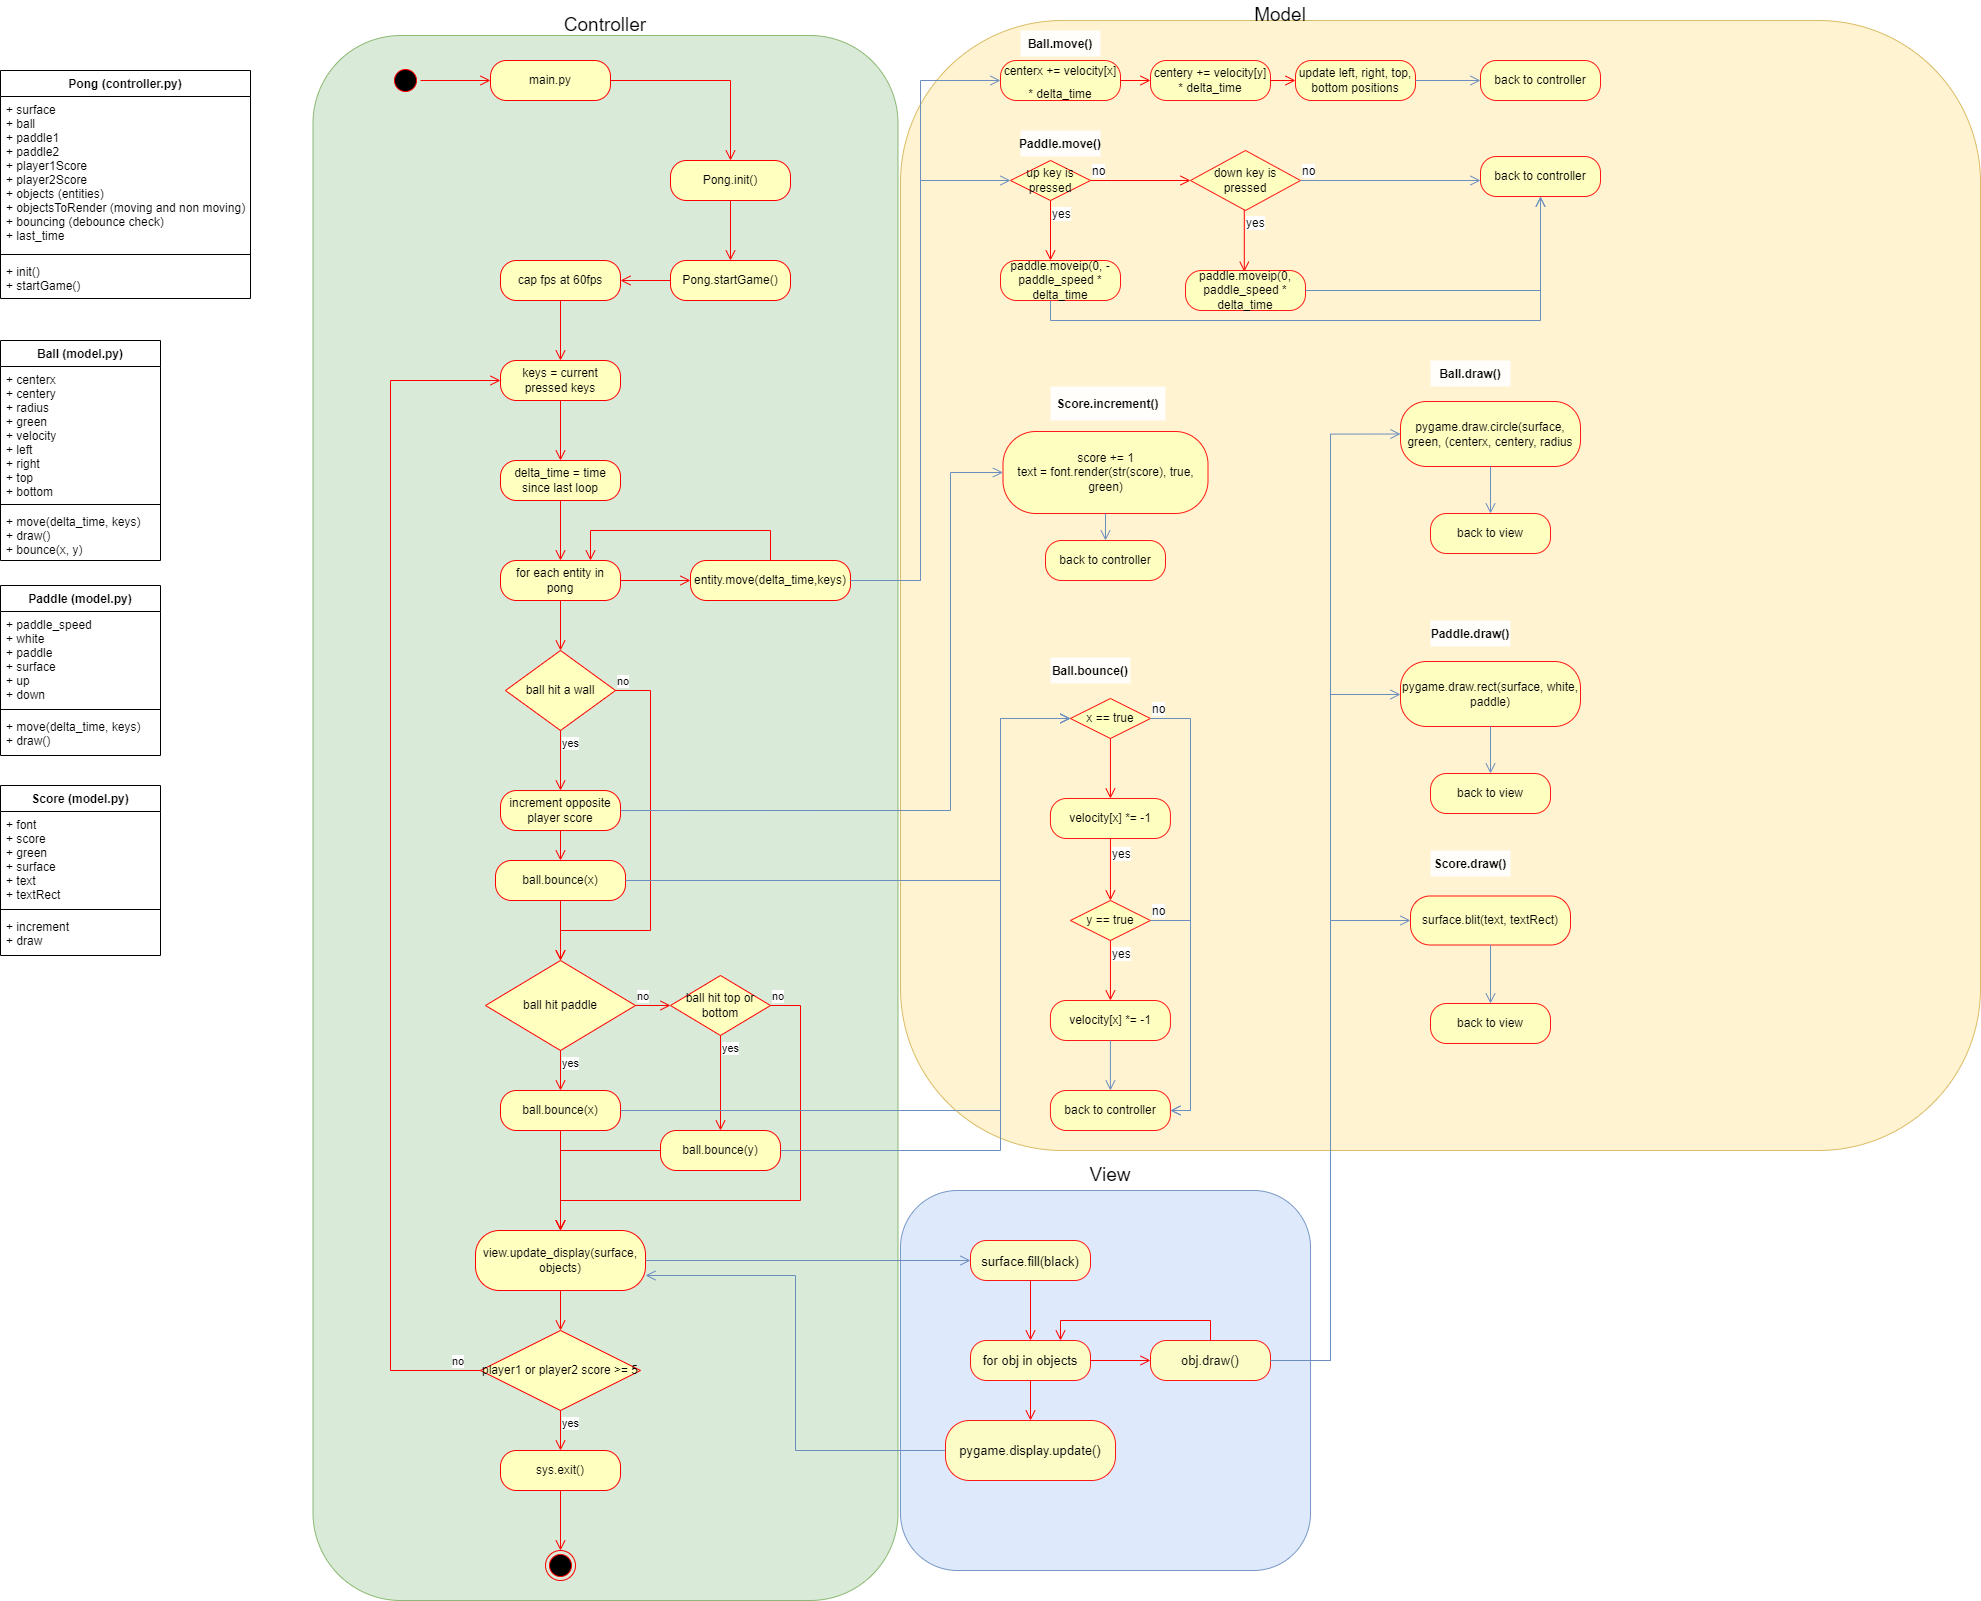 Pong (controller.py)
+ surface
+ ball
+ paddle1
+ paddle2
+ player1Score
+ player2Score
+ objects (entities)
+ objectsToRender (moving and non moving)
+ bouncing (debounce check)
+ last_time
+ init()
+ startGame()
Ball (model.py)
+ centerx
+ centery
+ radius
+ green
+ velocity
+ left
+ right
+ top
+ bottom
+ move(delta_time, keys)
+ draw()
+ bounce(x, y)
Paddle (model.py)
+ paddle_speed
+ white
+ paddle
+ surface
+ up
+ down
+ move(delta_time, keys)
+ draw()
Score (model.py)
+ font
+ score
+ green
+ surface
+ text
+ textRect
+ increment
+ draw
Controller
main.py
Pong.init()
Pong.startGame()
cap fps at 60fps
keys = current
pressed keys
delta_time = time
since last loop
for each entity in
pong
entity.move(delta_time,keys)
ball hit a wall
no
yes
increment opposite
player score
ball.bounce(x)
ball hit paddle
no
ball hit top or
bottom
no
yes
yes
ball.bounce(x)
ball.bounce(y)
view.update_display(surface,
objects)
player1 or player2 score >= 5
no
yes
sys.exit()
Model
Ball.move()
centerx += velocity[x]
* delta_time
centery += velocity[y]
* delta_time
update left, right, top,
bottom positions
back to controller
Paddle.move()
up key is
pressed
no
yes
down key is
pressed
no
yes
back to controller
paddle.moveip(0, -
paddle_speed *
delta_time
paddle.moveip(0,
paddle_speed *
delta_time
Score.increment()
score += 1
text = font.render(str(score), true,
green)
back to controller
Ball.bounce()
x == true
no
velocity[x] *= -1
yes
y == true
no
yes
velocity[x] *= -1
back to controller
Ball.draw()
pygame.draw.circle(surface,
green, (centerx, centery, radius
back to view
Paddle.draw()
pygame.draw.rect(surface, white,
paddle)
back to view
Score.draw()
surface.blit(text, textRect)
back to view
View
surface.fill(black)
for obj in objects
obj.draw()
pygame.display.update()